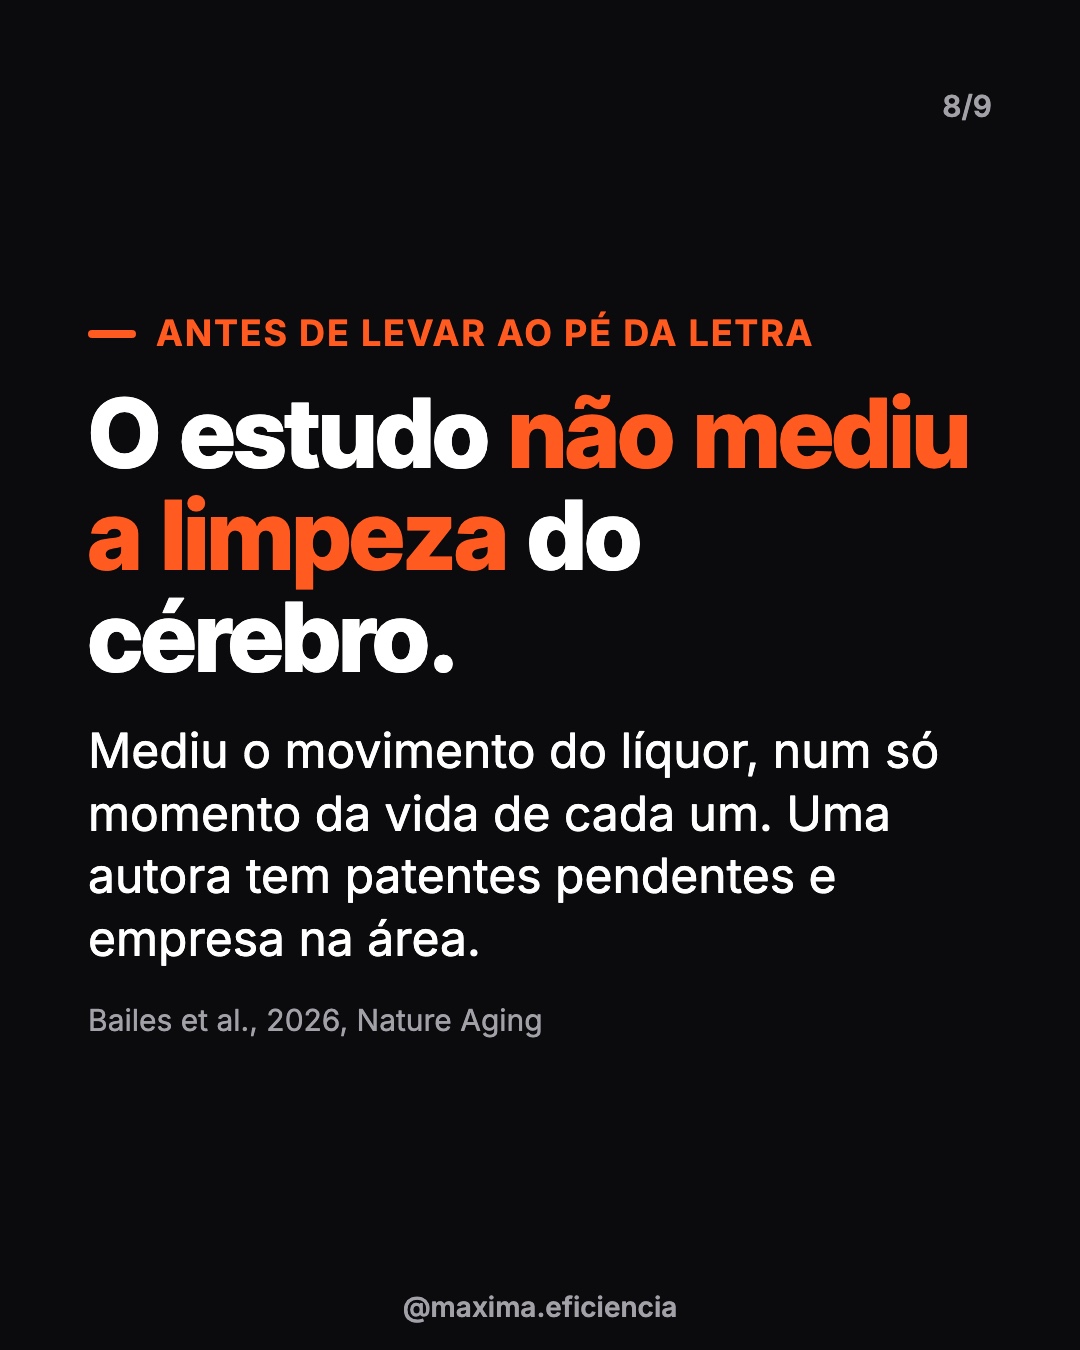 8/9
ANTES DE LEVAR AO PÉ DA LETRA
O estudo não mediu
a limpeza do
cérebro.
Mediu o movimento do líquor, num só
momento da vida de cada um. Uma
autora tem patentes pendentes e
empresa na área.
Bailes et al., 2026, Nature Aging
@maxima.eficiencia